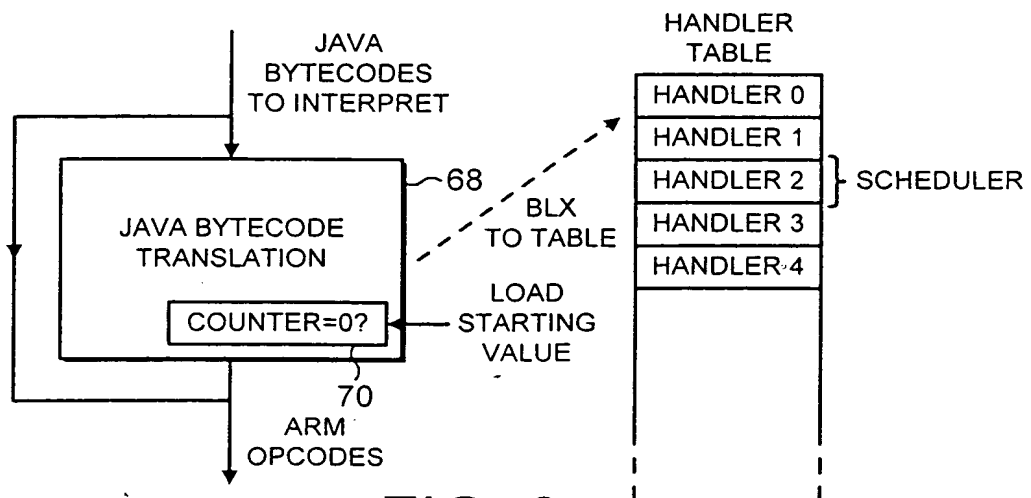 JAVA
BYTECODES
TO INTERPRET
68
JAVA BYTECODE
TRANSLATION
COUNTER=0?
70
ARM
OPCODES
BLX
TO TABLE
LOAD
STARTING
VALUE
HANDLER
TABLE
HANDLER 0
HANDLER 1
HANDLER 2
SCHEDULER
HANDLER 3
HANDLER 4